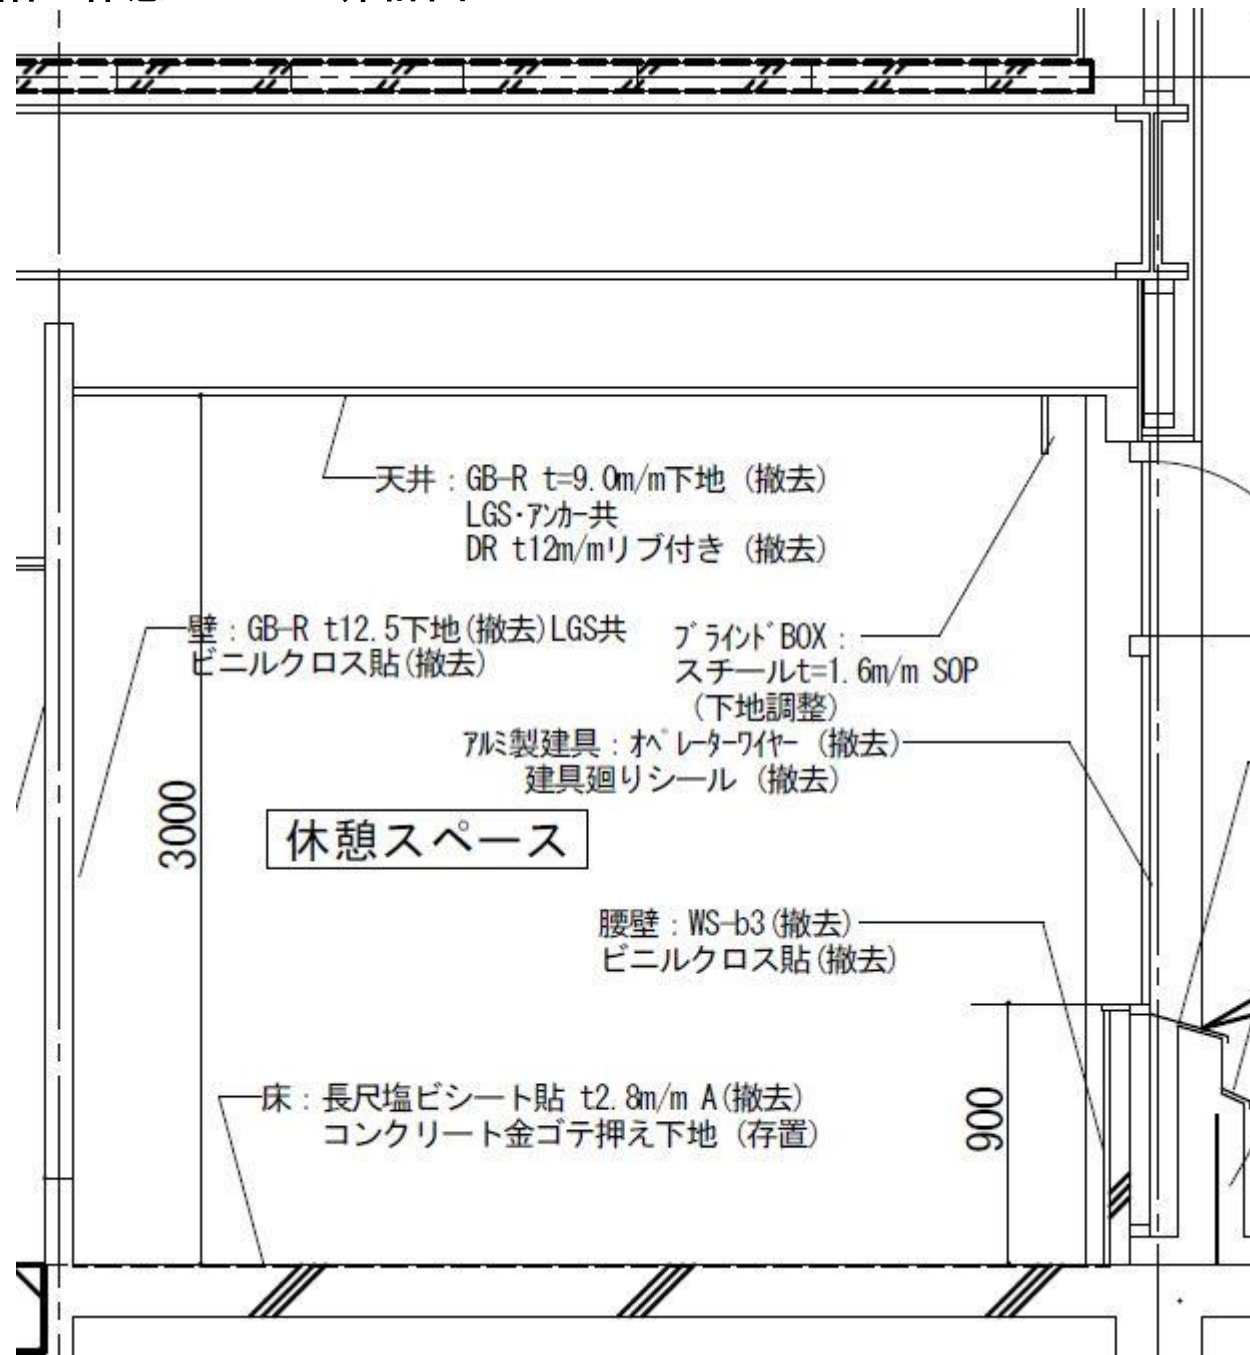 天井：GB-R t=9.0m/m下地（撤去）
LGS･ｱﾝｶｰ共
DR t12m/mリブ付き（撤去）
壁：GB-R t12.5下地(撤去)LGS共
ビニルクロス貼(撤去)
ﾌﾞﾗｲﾝﾄﾞBOX：
スチールt=1.6m/m SOP
（下地調整）
ｱﾙﾐ製建具：ｵﾍﾟﾚｰﾀｰﾜｲﾔｰ（撤去）
建具廻りシール（撤去）
3000
休憩スペース
腰壁：WS-b3(撤去)
ビニルクロス貼(撤去)
床：長尺塩ビシート貼 t2.8m/m A(撤去)
コンクリート金ゴテ押え下地（存置）
900